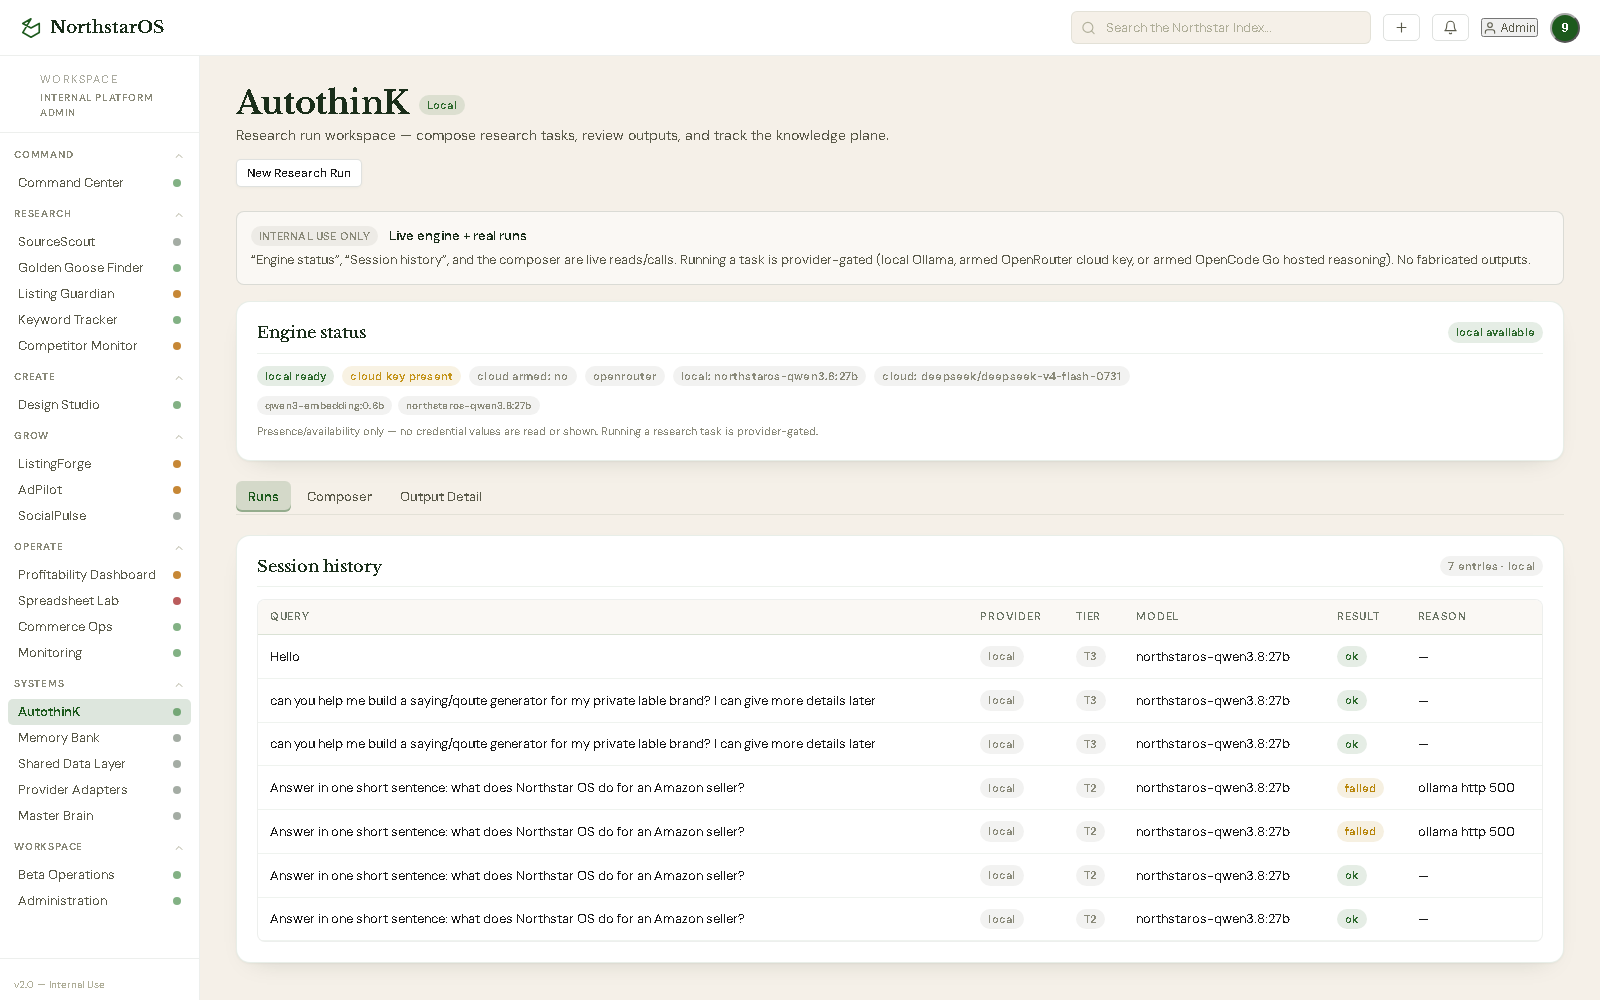 NorthstarOS
Search the Northstar Index...
Admin
9
WORKSPACE
INTERNAL PLATFORM
ADMIN
COMMAND
Command Center
RESEARCH
SourceScout
Golden Goose Finder
Listing Guardian
Keyword Tracker
Competitor Monitor
CREATE
Design Studio
GROW
ListingForge
AdPilot
SocialPulse
OPERATE
Profitability Dashboard
Spreadsheet Lab
Commerce Ops
Monitoring
SYSTEMS
AutothinK
Memory Bank
Shared Data Layer
Provider Adapters
Master Brain
WORKSPACE
Beta Operations
Administration
v2.0 — Internal Use
AutothinK Local
Research run workspace — compose research tasks, review outputs, and track the knowledge plane.
New Research Run
INTERNAL USE ONLY Live engine + real runs
"Engine status", "Session history", and the composer are live reads/calls. Running a task is provider-gated (local Ollama, armed OpenRouter cloud key, or armed OpenCode Go hosted reasoning). No fabricated outputs.
Engine status local available
local ready cloud key present cloud armed: no openrouter local: northstaros-qwen3.8:27b cloud: deepseek/deepseek-v4-flash-0731
qwen3-embedding:0.6b northstaros-qwen3.8:27b
Presence/availability only — no credential values are read or shown. Running a research task is provider-gated.
Runs Composer Output Detail
Session history 7 entries · local
QUERY PROVIDER TIER MODEL RESULT REASON
Hello local T3 northstaros-qwen3.8:27b ok —
can you help me build a saying/qoute generator for my private lable brand? I can give more details later local T3 northstaros-qwen3.8:27b ok —
can you help me build a saying/qoute generator for my private lable brand? I can give more details later local T3 northstaros-qwen3.8:27b ok —
Answer in one short sentence: what does Northstar OS do for an Amazon seller? local T2 northstaros-qwen3.8:27b failed ollama http 500
Answer in one short sentence: what does Northstar OS do for an Amazon seller? local T2 northstaros-qwen3.8:27b failed ollama http 500
Answer in one short sentence: what does Northstar OS do for an Amazon seller? local T2 northstaros-qwen3.8:27b ok —
Answer in one short sentence: what does Northstar OS do for an Amazon seller? local T2 northstaros-qwen3.8:27b ok —